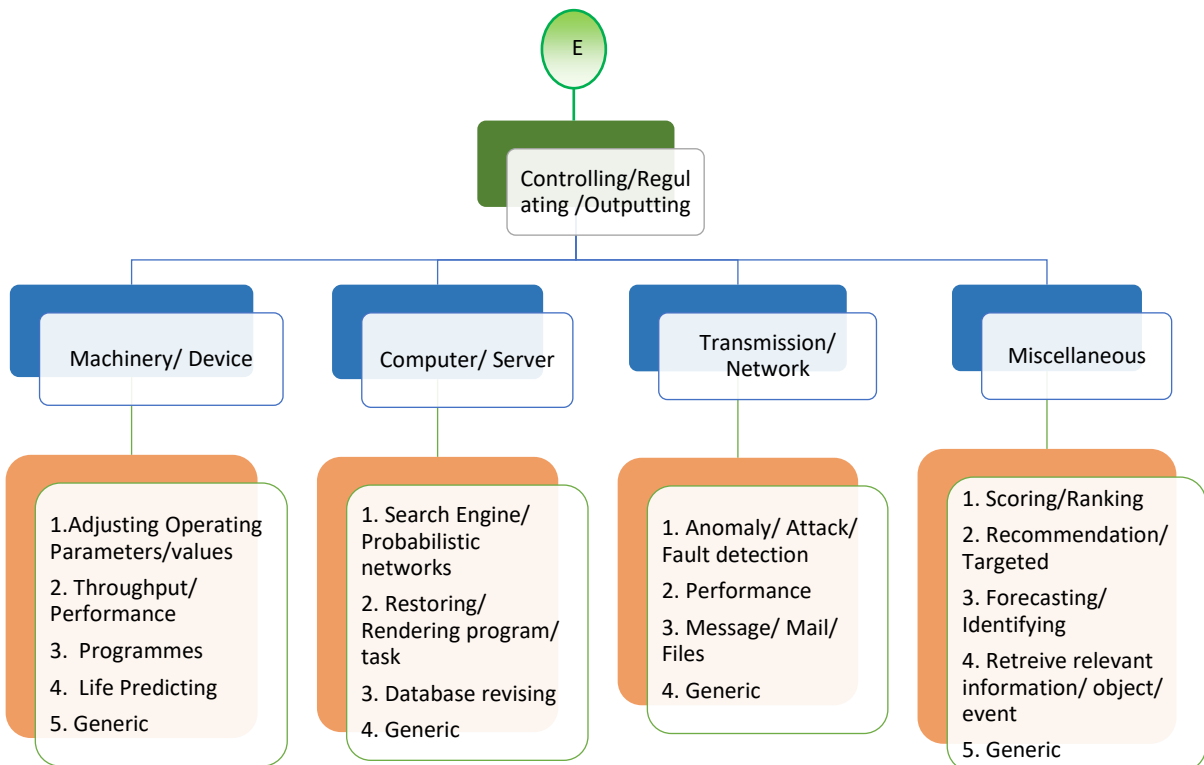 E
Controlling/Regul
ating /Outputting
Machinery/ Device
Computer/ Server
Transmission/
Network
Miscellaneous
1.Adjusting Operating
Parameters/values
2. Throughput/
Performance
3. Programmes
4. Life Predicting
5. Generic
1. Search Engine/
Probabilistic
networks
2. Restoring/
Rendering program/
task
3. Database revising
4. Generic
1. Anomaly/ Attack/
Fault detection
2. Performance
3. Message/ Mail/
Files
4. Generic
1. Scoring/Ranking
2. Recommendation/
Targeted
3. Forecasting/
Identifying
4. Retreive relevant
information/ object/
event
5. Generic